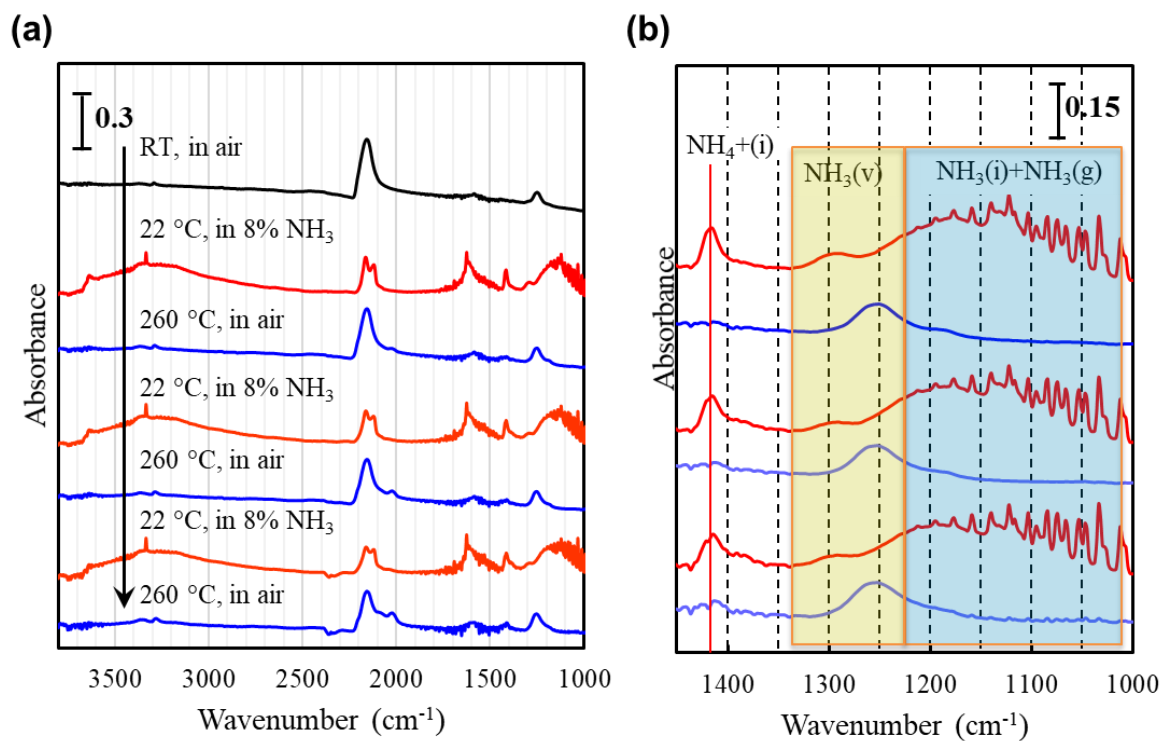 (a)
0.3
RT, in air
22 °C, in 8% NH₃
260 °C, in air
22 °C, in 8% NH₃
260 °C, in air
22 °C, in 8% NH₃
260 °C, in air
Absorbance
3500 3000 2500 2000 1500 1000
Wavenumber (cm⁻¹)
(b)
0.15
NH₄+(i)
NH₃(v)
NH₃(i)+NH₃(g)
Absorbance
1400 1300 1200 1100 1000
Wavenumber (cm⁻¹)